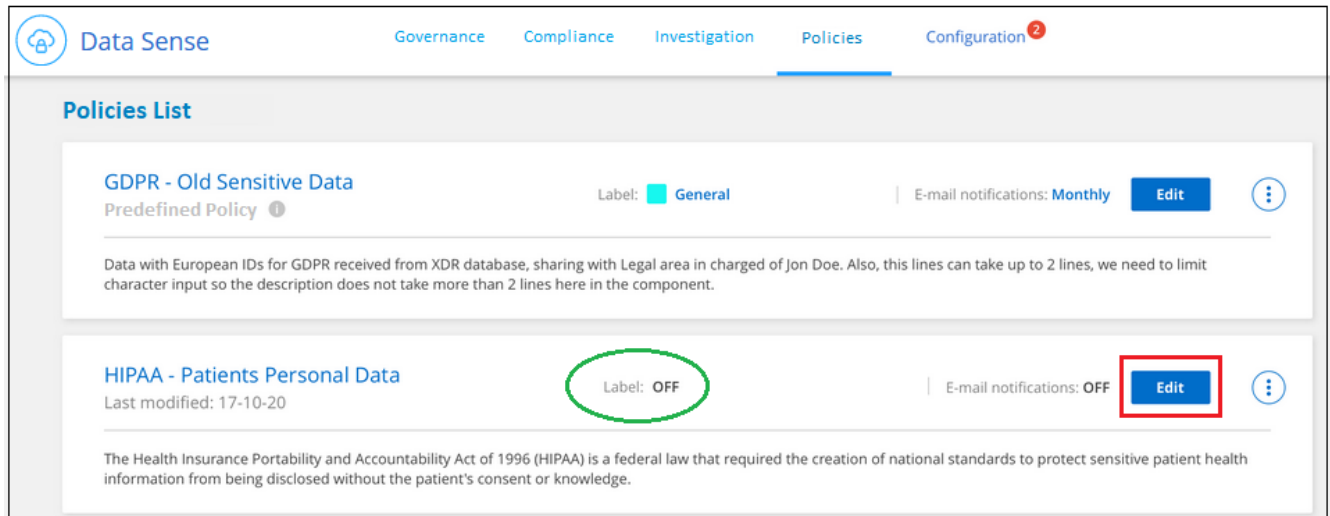 Data Sense
Governance
Compliance
Investigation
Policies
Configuration
2
Policies List
GDPR - Old Sensitive Data
Label: General
E-mail notifications: Monthly
Edit
Predefined Policy
Data with European IDs for GDPR received from XDR database, sharing with Legal area in charged of Jon Doe. Also, this lines can take up to 2 lines, we need to limit
character input so the description does not take more than 2 lines here in the component.
HIPAA - Patients Personal Data
Label: OFF
E-mail notifications: OFF
Edit
Last modified: 17-10-20
The Health Insurance Portability and Accountability Act of 1996 (HIPAA) is a federal law that required the creation of national standards to protect sensitive patient health
information from being disclosed without the patient's consent or knowledge.